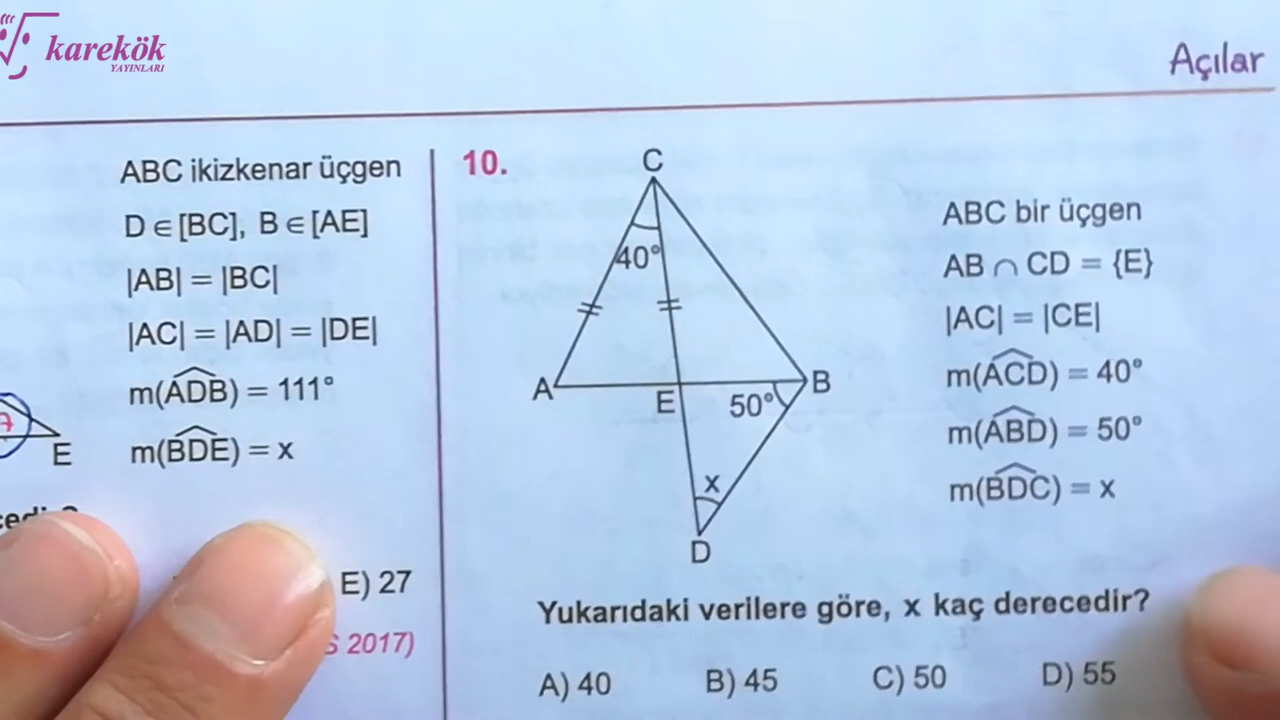 karekök
YAYINLARI
Açılar
ABC ikizkenar üçgen
D ∈ [BC], B ∈ [AE]
|AB| = |BC|
|AC| = |AD| = |DE|
m(ADB) = 111°
m(BDE) = x
E
E) 27
2017)
10.
C
40°
A
E
50°
B
x
D
ABC bir üçgen
AB ∩ CD = {E}
|AC| = |CE|
m(ACD) = 40°
m(ABD) = 50°
m(BDC) = x
Yukarıdaki verilere göre, x kaç derecedir?
A) 40 B) 45 C) 50 D) 55